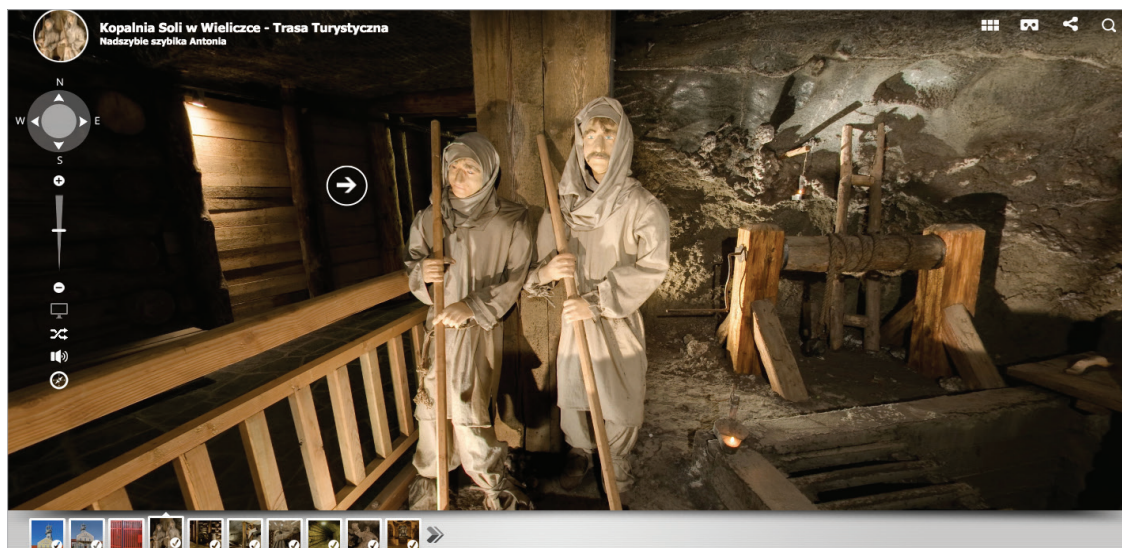 Kopalnia Soli w Wieliczce - Trasa Turystyczna
Nadszybie szybika Antonia
N
W E
S